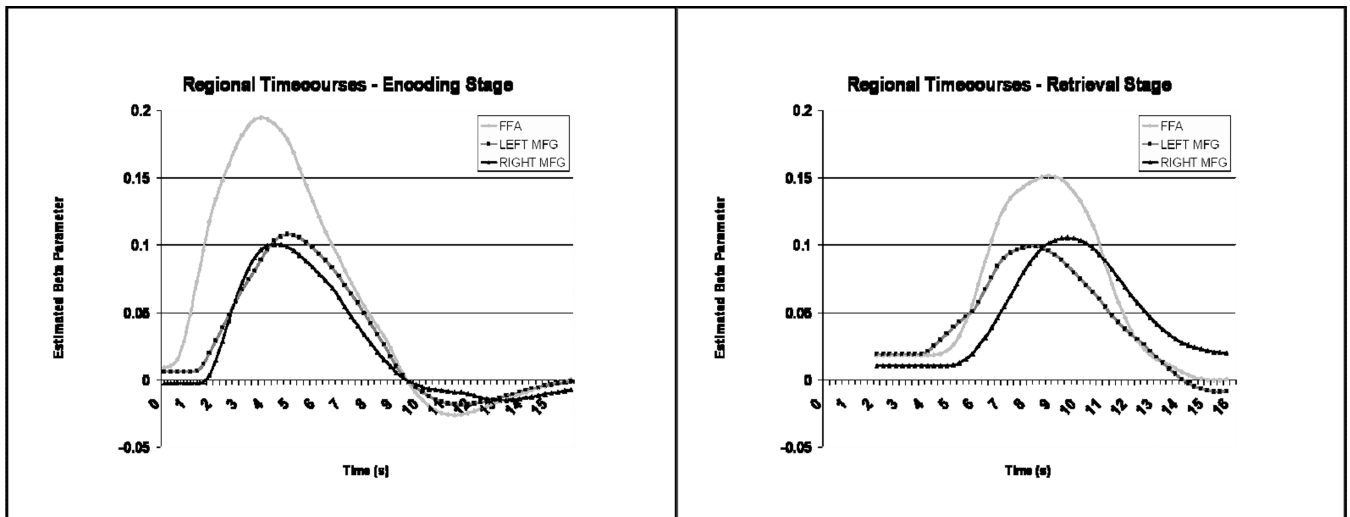 Regional Timecourses - Encoding Stage
0.2
0.15
0.1
0.05
0
-0.05
Estimated Beta Parameter
FFA
LEFT MFG
RIGHT MFG
0 1 2 3 4 5 6 7 8 9 10 11 12 13 14 15
Time (s)
Regional Timecourses - Retrieval Stage
0.2
0.15
0.1
0.05
0
-0.05
Estimated Beta Parameter
FFA
LEFT MFG
RIGHT MFG
0 1 2 3 4 5 6 7 8 9 10 11 12 13 14 15 16
Time (s)